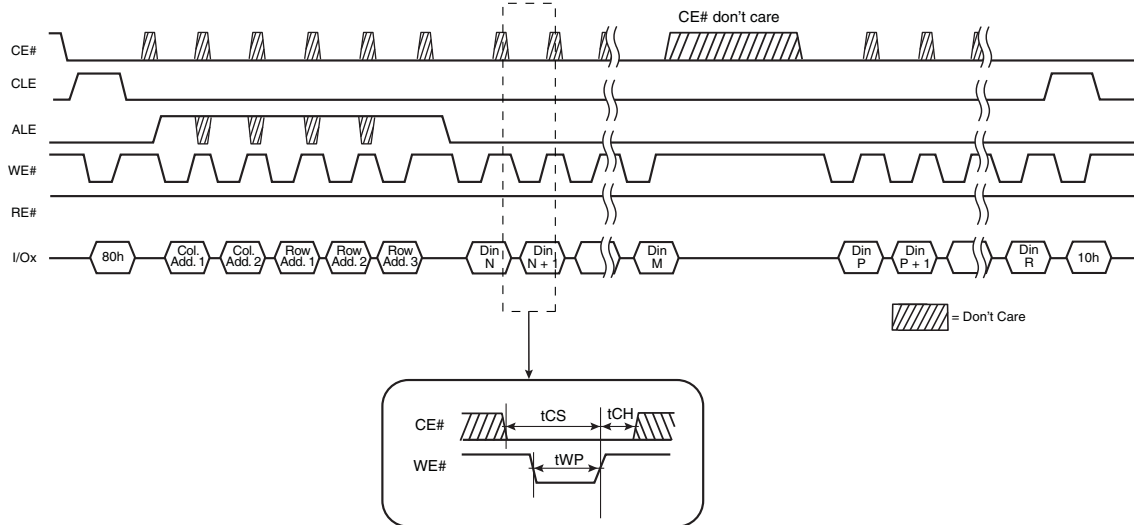 CE# don't care
CE#
CLE
ALE
WE#
RE#
I/Ox
80h
Col.
Add. 1
Col.
Add. 2
Row
Add. 1
Row
Add. 2
Row
Add. 3
Din
N
Din
N + 1
Din
M
Din
P
Din
P + 1
Din
R
10h
= Don't Care
CE#
tCS
tCH
WE#
tWP